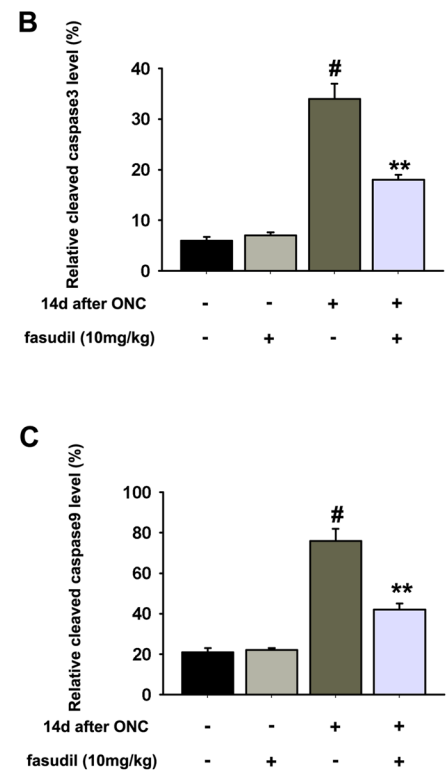 B
Relative cleaved caspase3 level (%)
40
30
20
10
0
#
**
14d after ONC - - + +
fasudil (10mg/kg) - + - +
C
Relative cleaved caspase9 level (%)
100
80
60
40
20
0
#
**
14d after ONC - - + +
fasudil (10mg/kg) - + - +